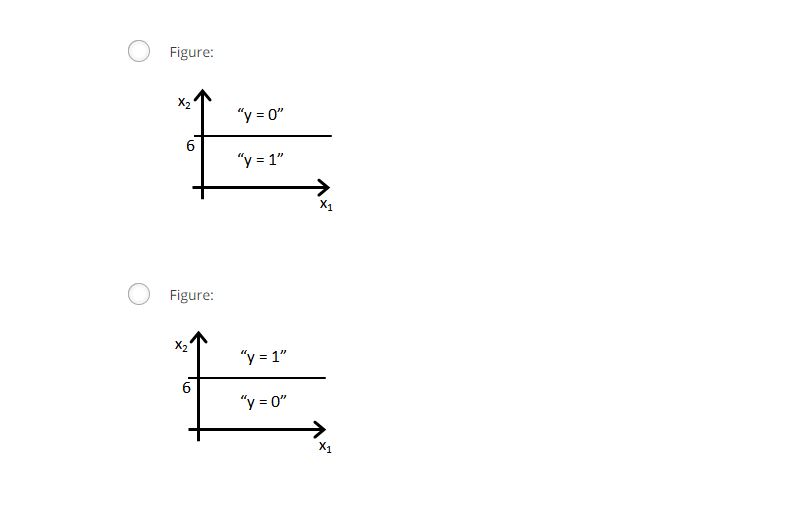 Figure:
x₂
"y = 0"
6
"y = 1"
x₁
Figure:
x₂
"y = 1"
6
"y = 0"
x₁